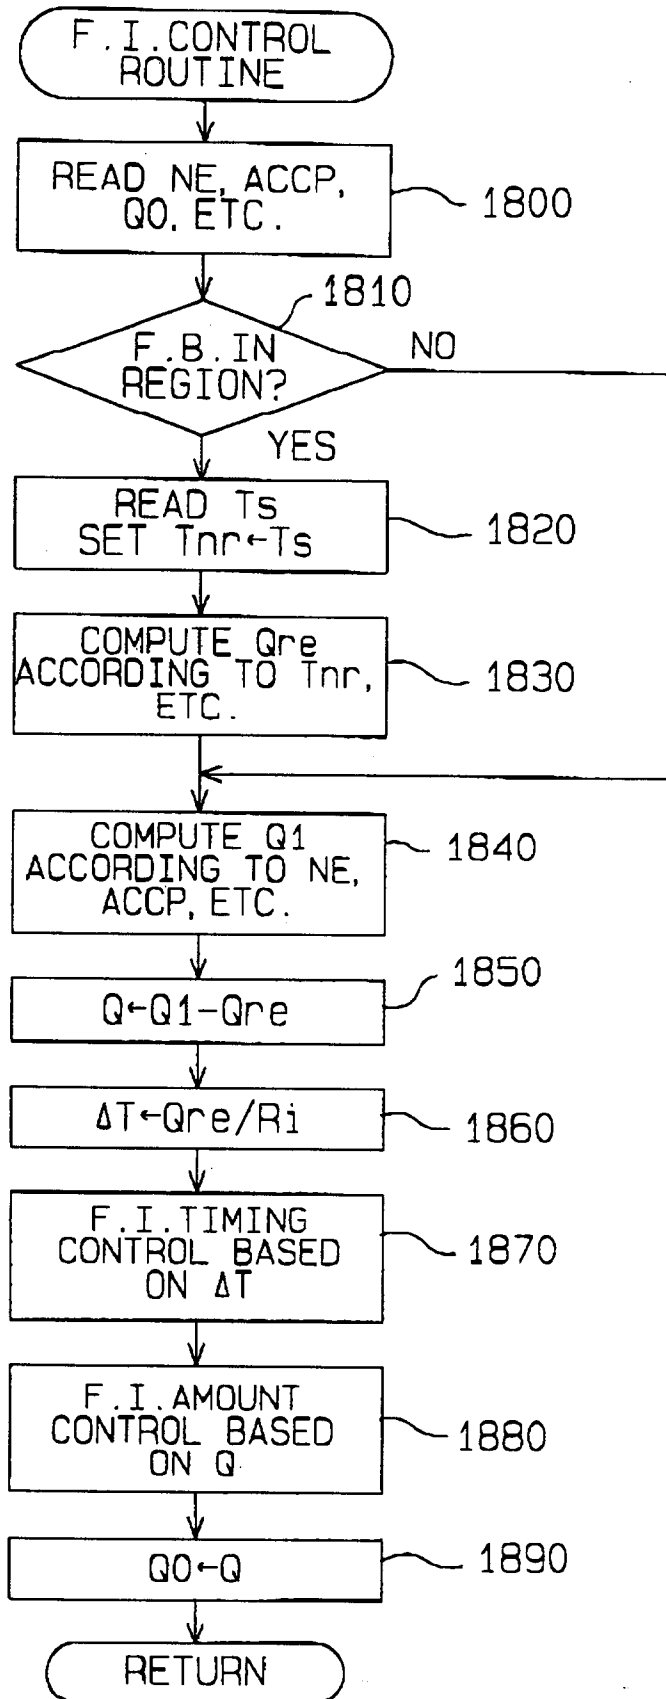 F.I.CONTROL
ROUTINE
READ NE, ACCP,
Q0, ETC.
1800
1810
F.B.IN
REGION?
NO
YES
READ Ts
SET Tnr←Ts
1820
COMPUTE Qre
ACCORDING TO Tnr,
ETC.
1830
COMPUTE Q1
ACCORDING TO NE,
ACCP, ETC.
1840
Q←Q1-Qre
1850
ΔT←Qre/Ri
1860
F.I.TIMING
CONTROL BASED
ON ΔT
1870
F.I.AMOUNT
CONTROL BASED
ON Q
1880
Q0←Q
1890
RETURN